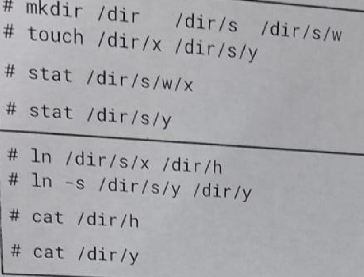 # mkdir /dir /dir/s /dir/s/w
# touch /dir/x /dir/s/y
# stat /dir/s/w/x
# stat /dir/s/y
# ln /dir/s/x /dir/h
# ln -s /dir/s/y /dir/y
# cat /dir/h
# cat /dir/y